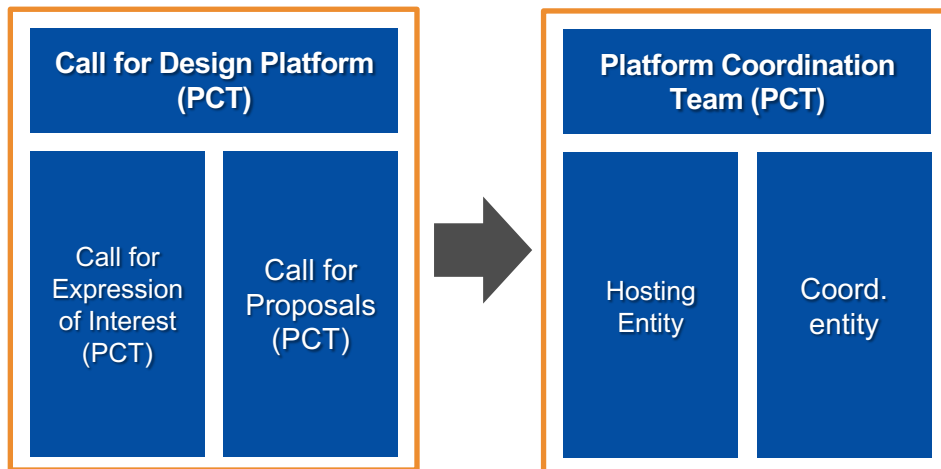 Call for Design Platform
(PCT)
Call for
Expression
of Interest
(PCT)
Call for
Proposals
(PCT)
Platform Coordination
Team (PCT)
Hosting
Entity
Coord.
entity